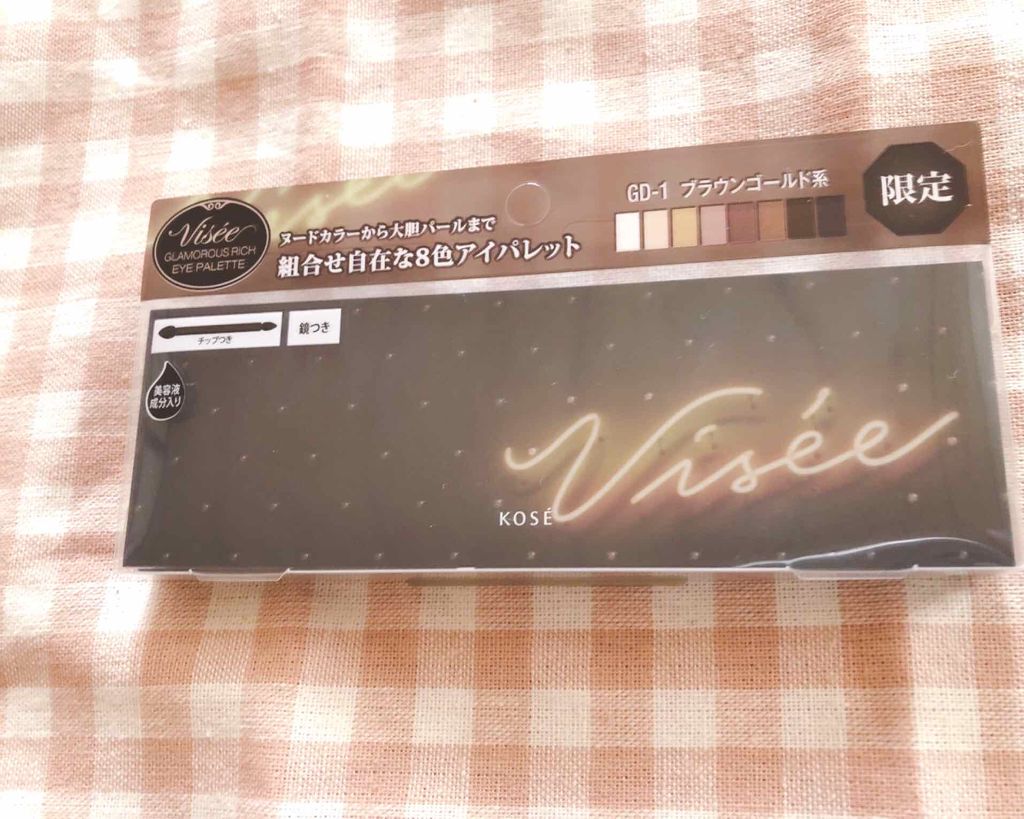 Visée
GLAMOROUS RICH
EYE PALETTE
ヌードカラーから大胆パールまで
組合せ自在な8色アイパレット
GD-1 ブラウンゴールド系
限定
チップつき
鏡つき
美容液
成分入り
Visée
KOSÉ